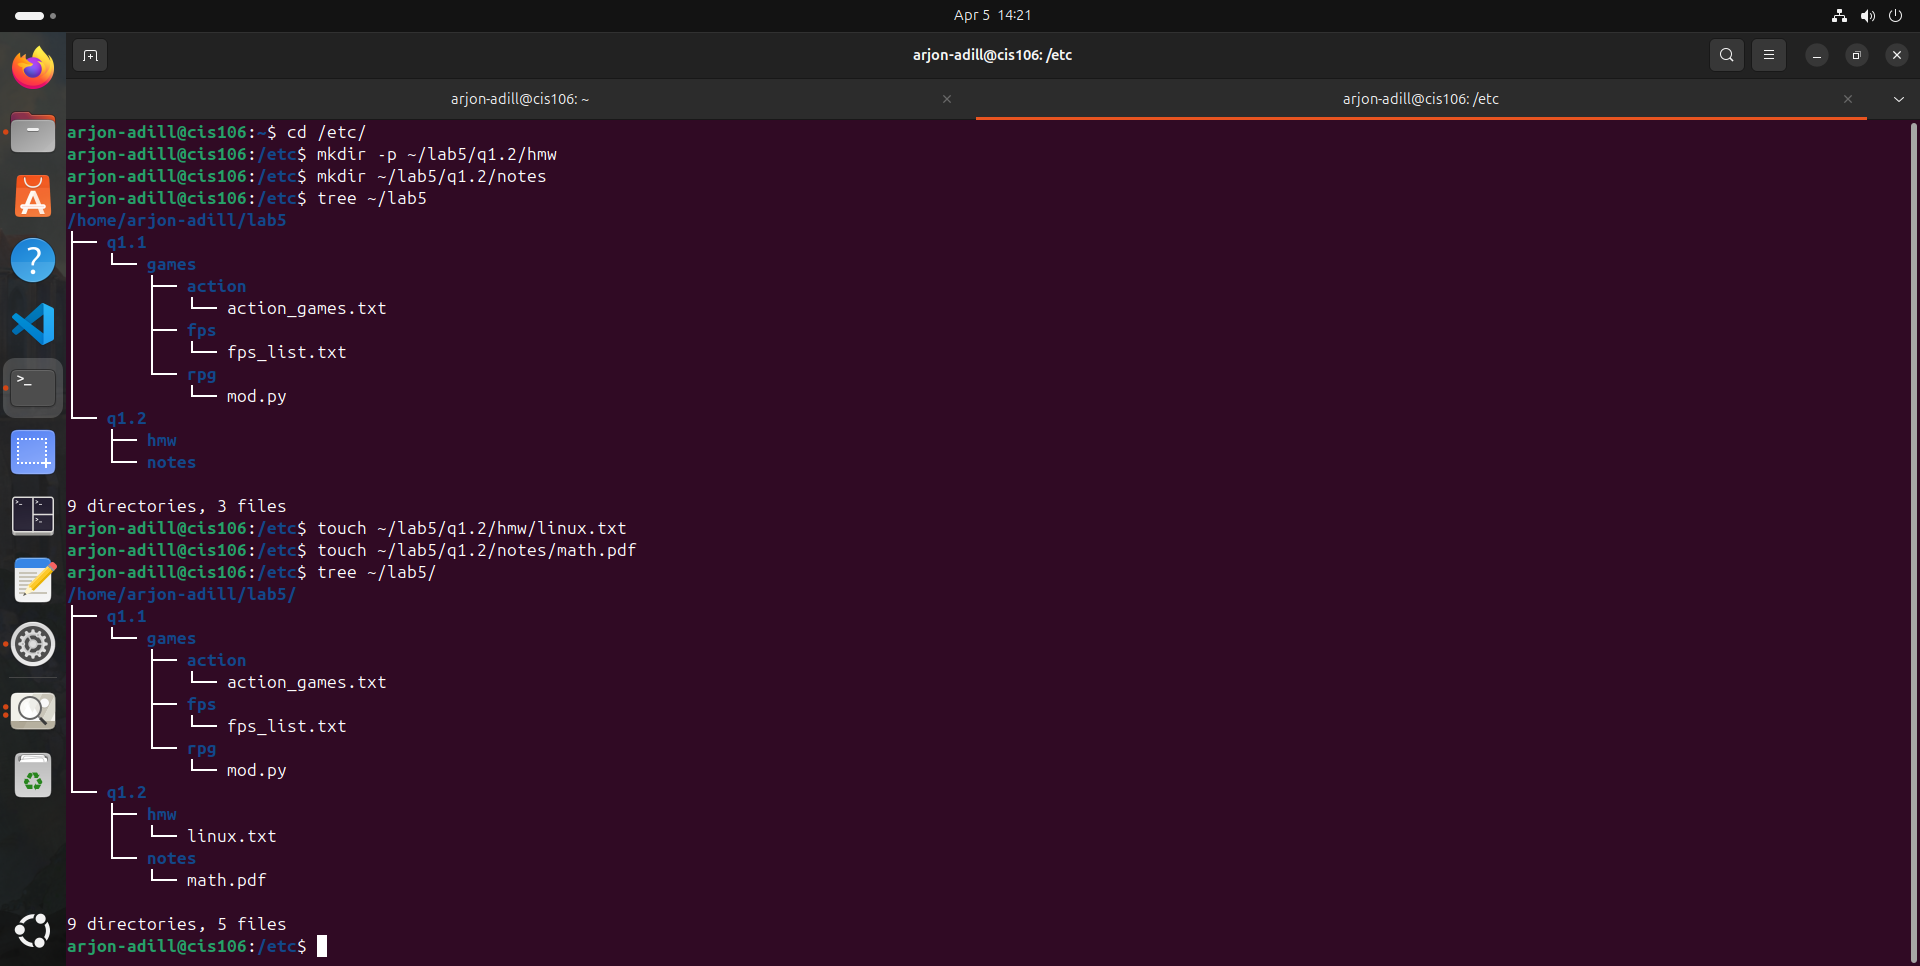 Apr 5 14:21
arjon-adill@cis106: /etc
arjon-adill@cis106: ~
arjon-adill@cis106: /etc
arjon-adill@cis106:~$ cd /etc/
arjon-adill@cis106:/etc$ mkdir -p ~/lab5/q1.2/hmw
arjon-adill@cis106:/etc$ mkdir ~/lab5/q1.2/notes
arjon-adill@cis106:/etc$ tree ~/lab5
/home/arjon-adill/lab5
├── q1.1
│   └── games
│       ├── action
│       │   └── action_games.txt
│       ├── fps
│       │   └── fps_list.txt
│       └── rpg
│           └── mod.py
└── q1.2
    ├── hmw
    └── notes
9 directories, 3 files
arjon-adill@cis106:/etc$ touch ~/lab5/q1.2/hmw/linux.txt
arjon-adill@cis106:/etc$ touch ~/lab5/q1.2/notes/math.pdf
arjon-adill@cis106:/etc$ tree ~/lab5/
/home/arjon-adill/lab5/
├── q1.1
│   └── games
│       ├── action
│       │   └── action_games.txt
│       ├── fps
│       │   └── fps_list.txt
│       └── rpg
│           └── mod.py
└── q1.2
    ├── hmw
    │   └── linux.txt
    └── notes
        └── math.pdf
9 directories, 5 files
arjon-adill@cis106:/etc$